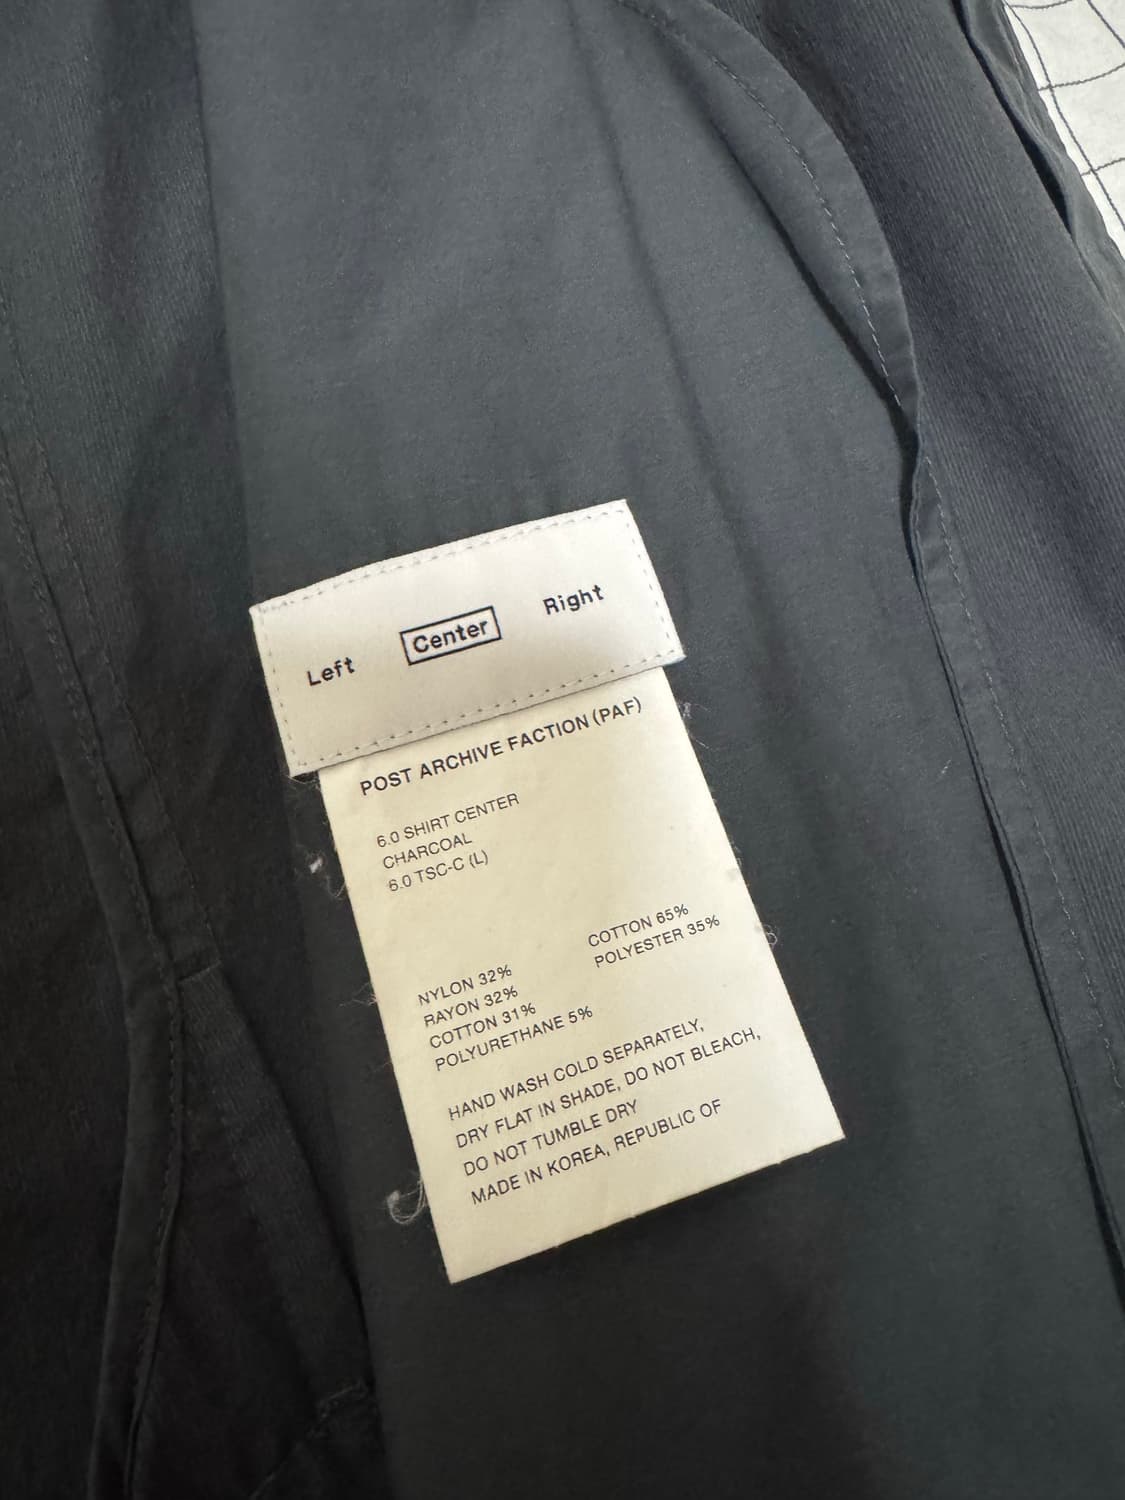 Left Center Right
POST ARCHIVE FACTION (PAF)
6.0 SHIRT CENTER
CHARCOAL
6.0 TSC-C (L)
COTTON 65%
POLYESTER 35%
NYLON 32%
RAYON 32%
COTTON 31%
POLYURETHANE 5%
HAND WASH COLD SEPARATELY,
DRY FLAT IN SHADE, DO NOT BLEACH,
DO NOT TUMBLE DRY
MADE IN KOREA, REPUBLIC OF